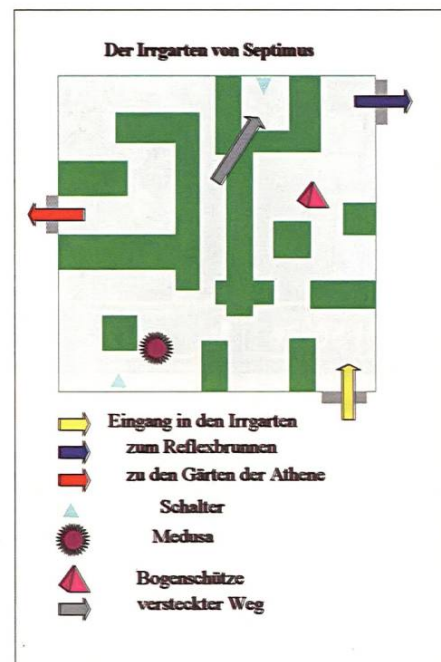 Der Irrgarten von Septimus
Eingang in den Irrgarten
zum Reflexbrunnen
zu den Gärten der Athene
Schalter
Medusa
Bogenschütze
versteckter Weg